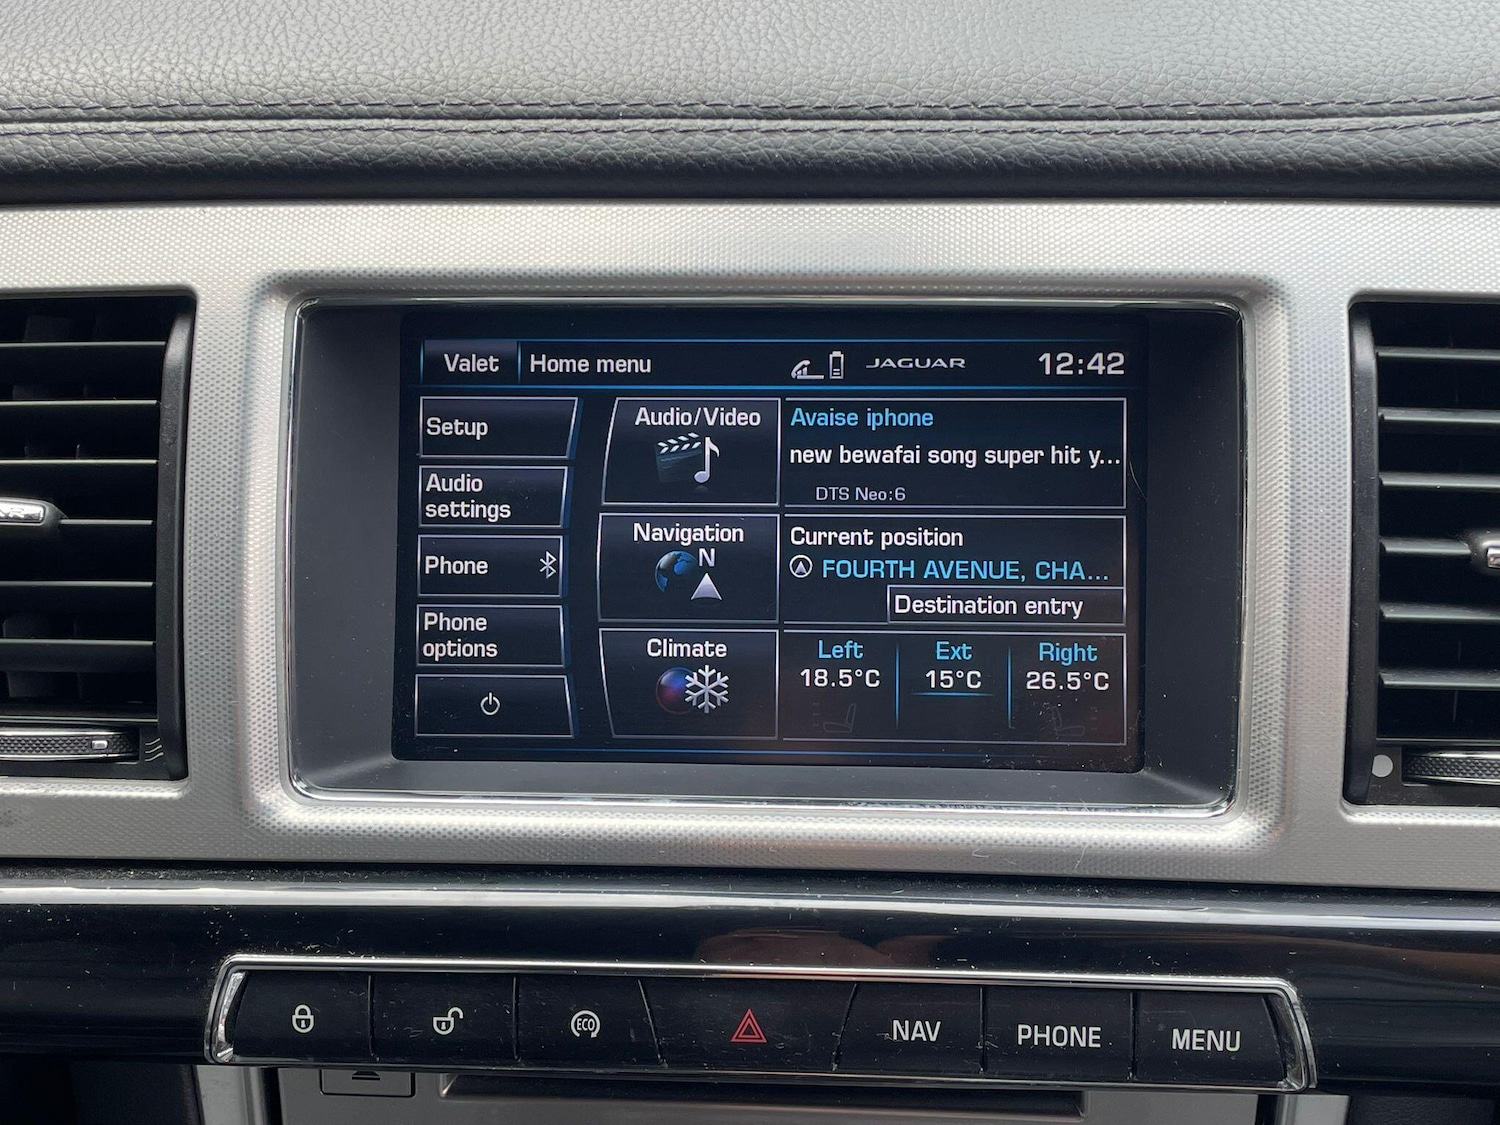 Valet
Home menu
JAGUAR
12:42
Setup
Audio
settings
Phone
Phone
options
Audio/Video
Avaise iphone
new bewafai song super hit y...
DTS Neo:6
Navigation
N
Current position
FOURTH AVENUE, CHA...
Destination entry
Climate
Left
18.5°C
Ext
15°C
Right
26.5°C
ECO
NAV
PHONE
MENU